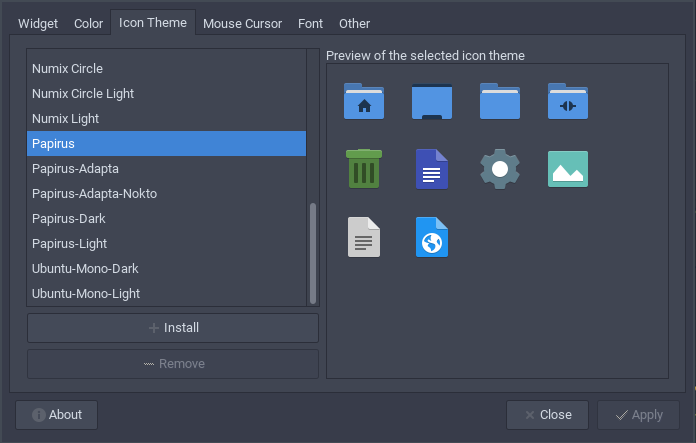 Widget Color Icon Theme Mouse Cursor Font Other
Preview of the selected icon theme
Numix Circle
Numix Circle Light
Numix Light
Papirus
Papirus-Adapta
Papirus-Adapta-Nokto
Papirus-Dark
Papirus-Light
Ubuntu-Mono-Dark
Ubuntu-Mono-Light
Install
Remove
About
Close
Apply